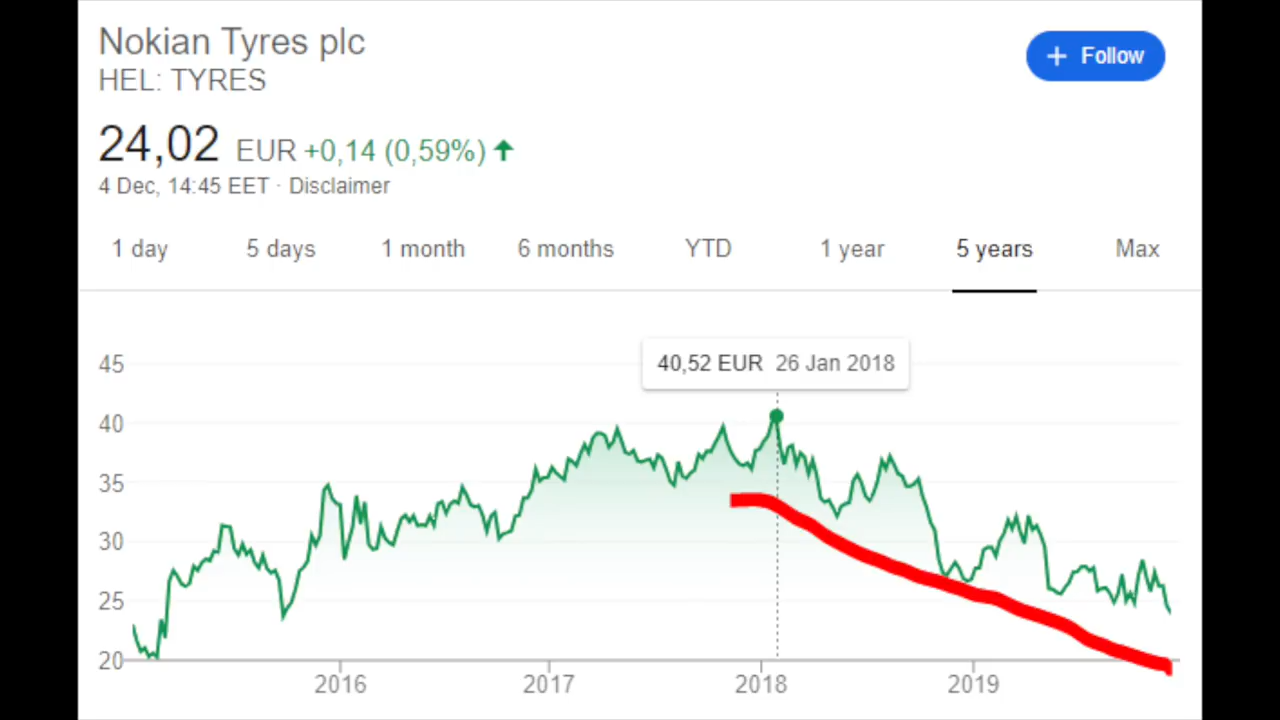 Nokian Tyres plc
HEL: TYRES
+ Follow
24,02 EUR +0,14 (0,59%)
4 Dec, 14:45 EET · Disclaimer
1 day 5 days 1 month 6 months YTD 1 year 5 years Max
40,52 EUR 26 Jan 2018
45
40
35
30
25
20
2016 2017 2018 2019